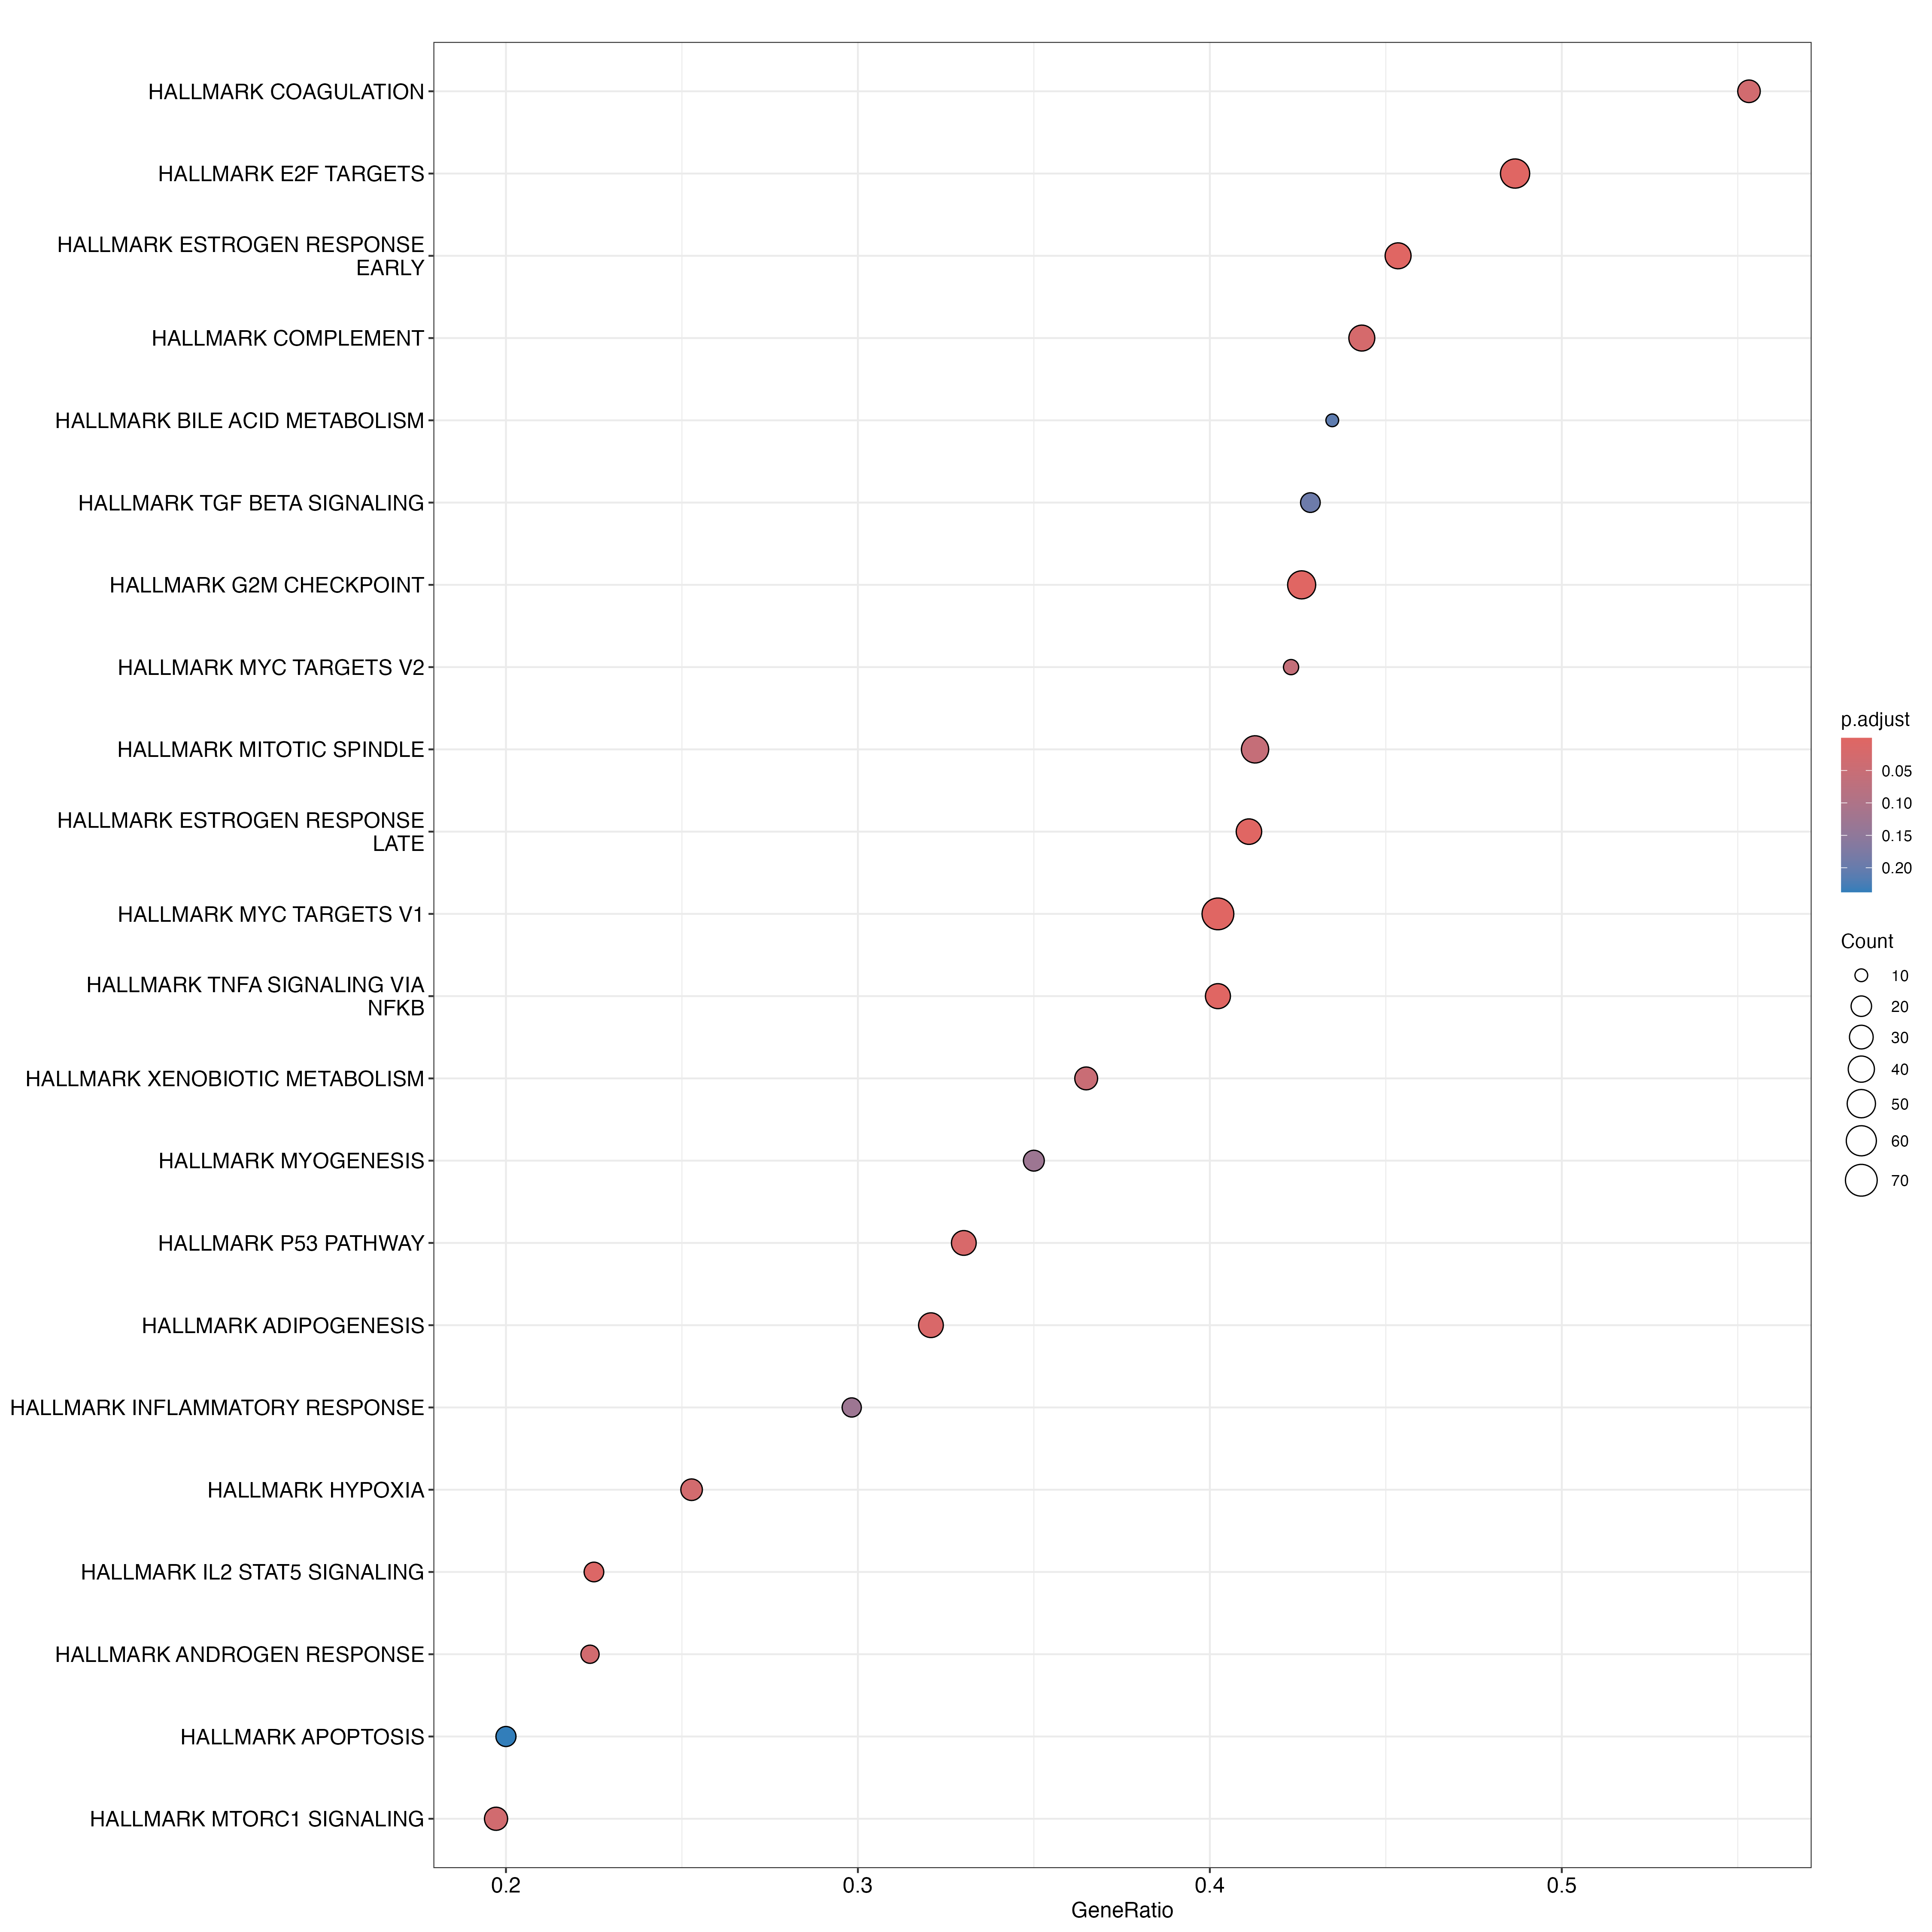 HALLMARK COAGULATION
HALLMARK E2F TARGETS
HALLMARK ESTROGEN RESPONSE
EARLY
HALLMARK COMPLEMENT
HALLMARK BILE ACID METABOLISM
HALLMARK TGF BETA SIGNALING
HALLMARK G2M CHECKPOINT
HALLMARK MYC TARGETS V2
HALLMARK MITOTIC SPINDLE
HALLMARK ESTROGEN RESPONSE
LATE
HALLMARK MYC TARGETS V1
HALLMARK TNFA SIGNALING VIA
NFKB
HALLMARK XENOBIOTIC METABOLISM
HALLMARK MYOGENESIS
HALLMARK P53 PATHWAY
HALLMARK ADIPOGENESIS
HALLMARK INFLAMMATORY RESPONSE
HALLMARK HYPOXIA
HALLMARK IL2 STAT5 SIGNALING
HALLMARK ANDROGEN RESPONSE
HALLMARK APOPTOSIS
HALLMARK MTORC1 SIGNALING
0.2 0.3 0.4 0.5
GeneRatio
p.adjust
0.05
0.10
0.15
0.20
Count
10
20
30
40
50
60
70